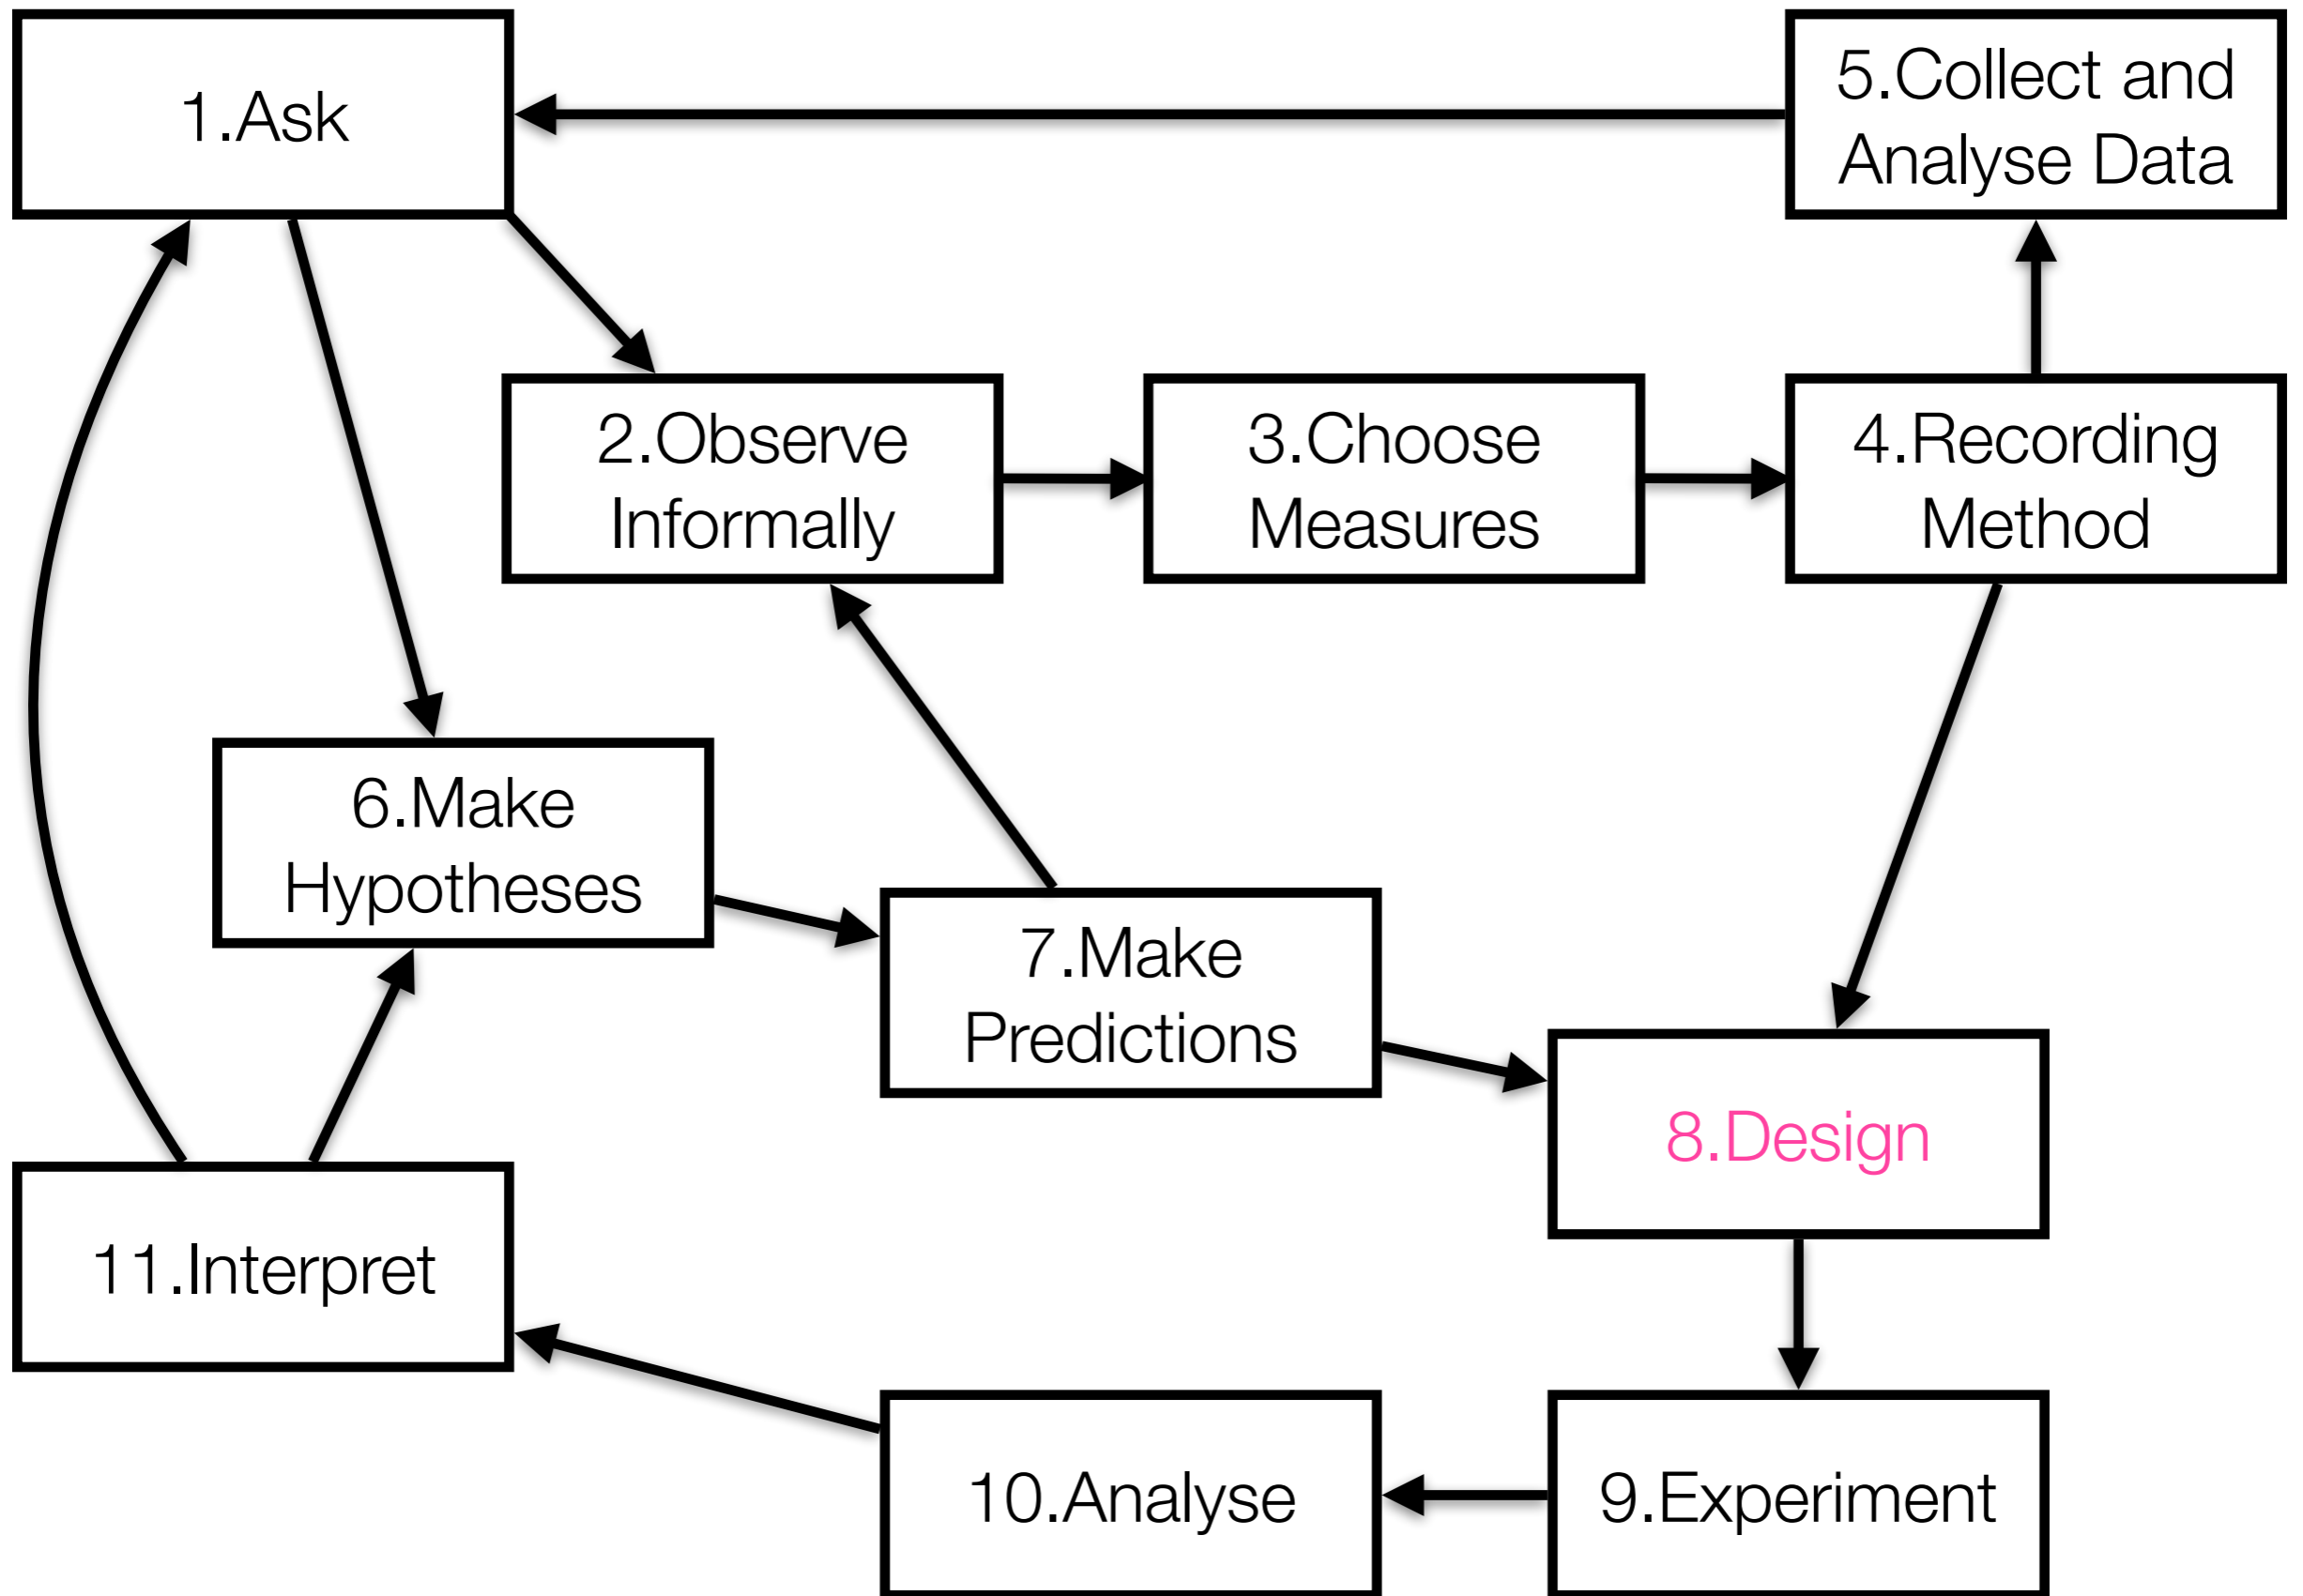 1.Ask
5.Collect and
Analyse Data
2.Observe
Informally
3.Choose
Measures
4.Recording
Method
6.Make
Hypotheses
7.Make
Predictions
8.Design
11.Interpret
10.Analyse
9.Experiment